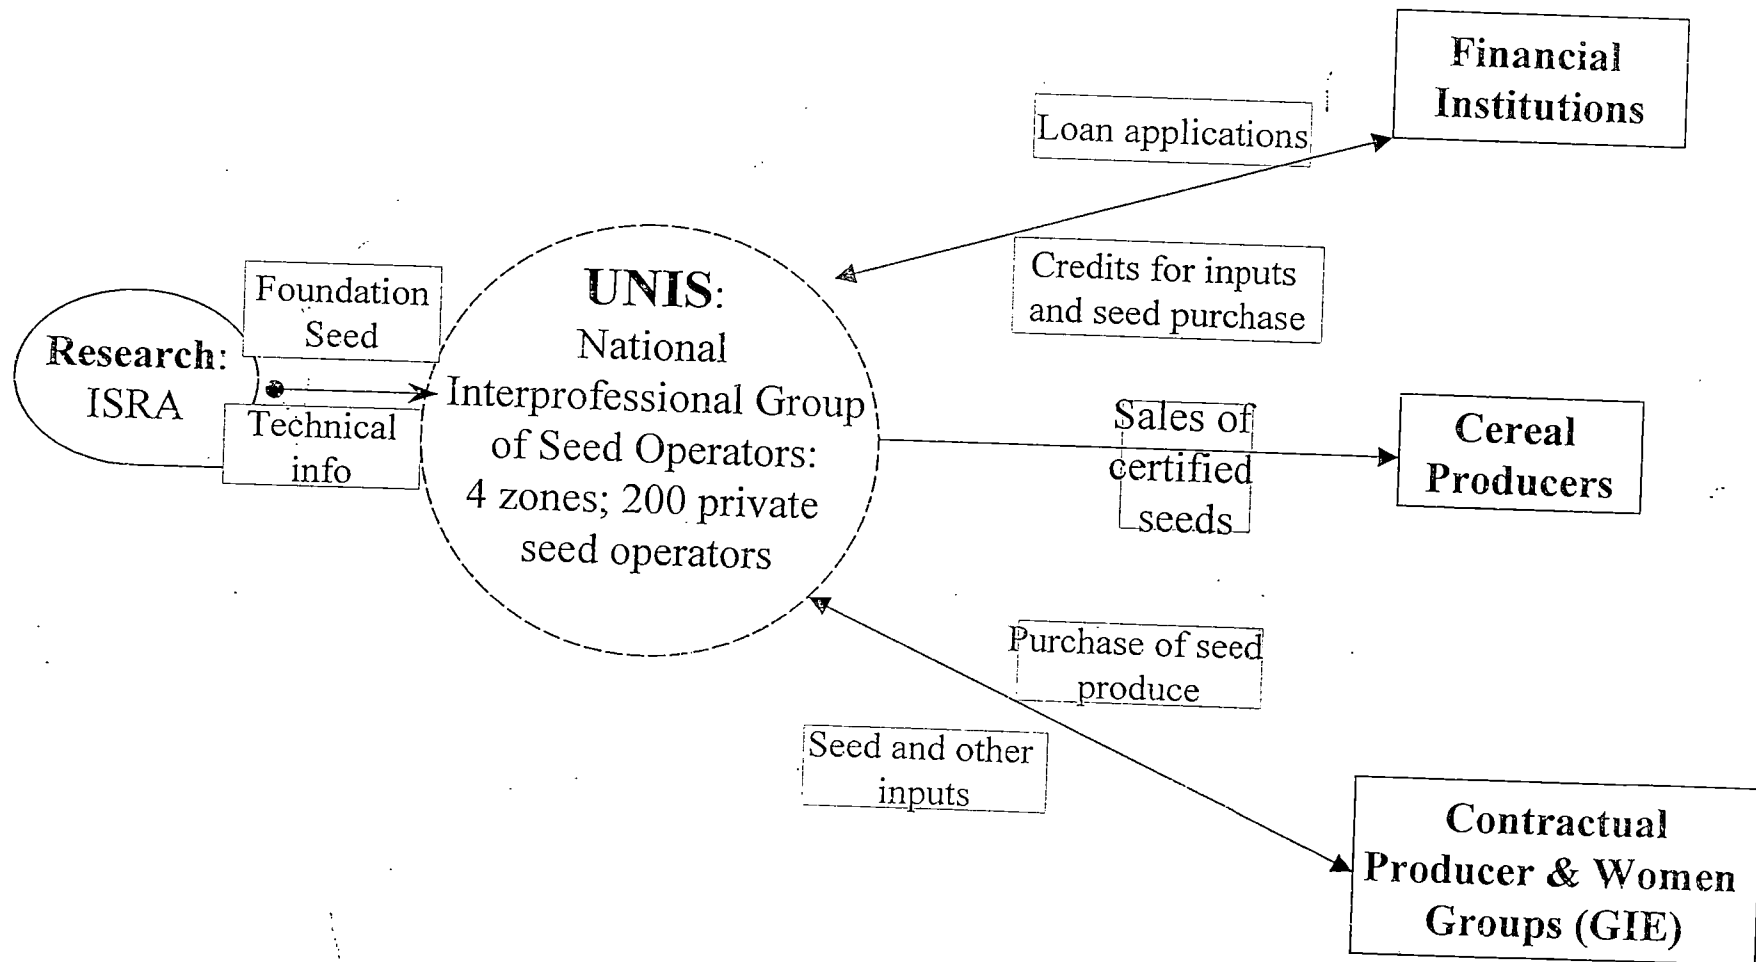 Financial
Institutions
Loan applications
Credits for inputs
and seed purchase
Foundation
Seed
Research:
ISRA
Technical
info
UNIS:
National
Interprofessional Group
of Seed Operators:
4 zones; 200 private
seed operators
Sales of
certified
seeds
Cereal
Producers
Purchase of seed
produce
Seed and other
inputs
Contractual
Producer & Women
Groups (GIE)